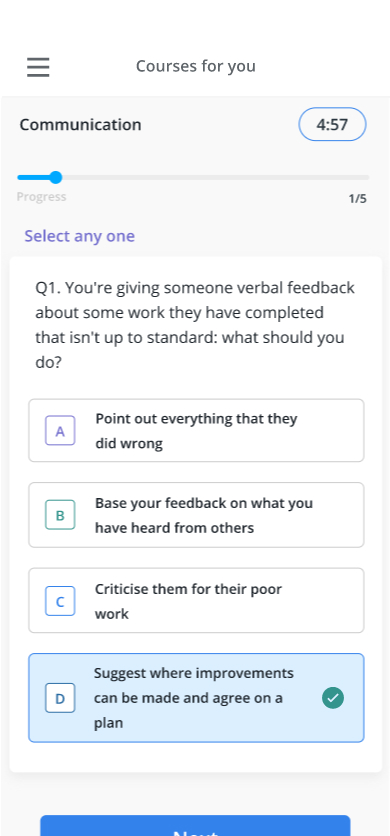 Courses for you
Communication
4:57
Progress
1/5
Select any one
Q1. You're giving someone verbal feedback
about some work they have completed
that isn't up to standard: what should you
do?
A
Point out everything that they
did wrong
B
Base your feedback on what you
have heard from others
C
Criticise them for their poor
work
D
Suggest where improvements
can be made and agree on a
plan
Next